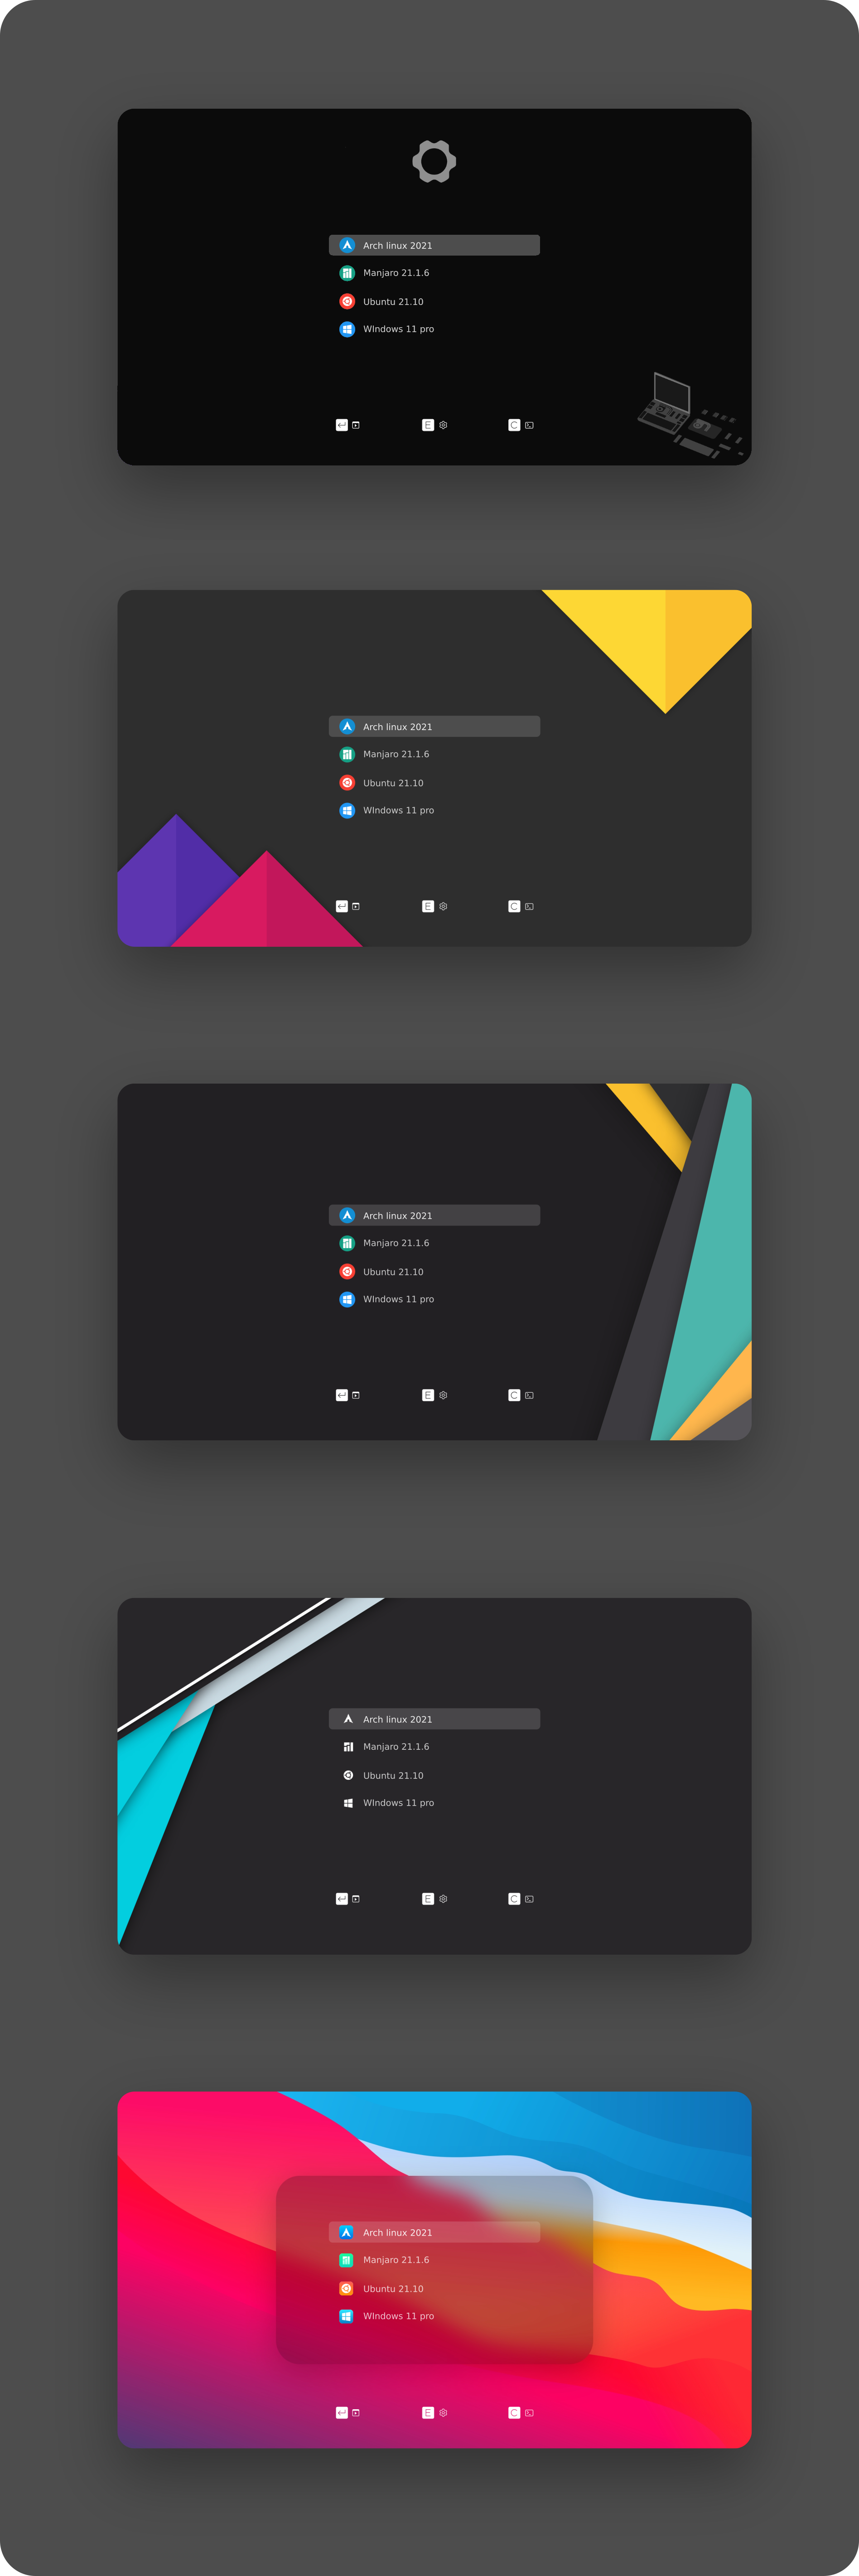 Arch linux 2021
Manjaro 21.1.6
Ubuntu 21.10
WIndows 11 pro
E
C
Arch linux 2021
Manjaro 21.1.6
Ubuntu 21.10
WIndows 11 pro
E
C
Arch linux 2021
Manjaro 21.1.6
Ubuntu 21.10
WIndows 11 pro
E
C
Arch linux 2021
Manjaro 21.1.6
Ubuntu 21.10
WIndows 11 pro
E
C
Arch linux 2021
Manjaro 21.1.6
Ubuntu 21.10
WIndows 11 pro
E
C